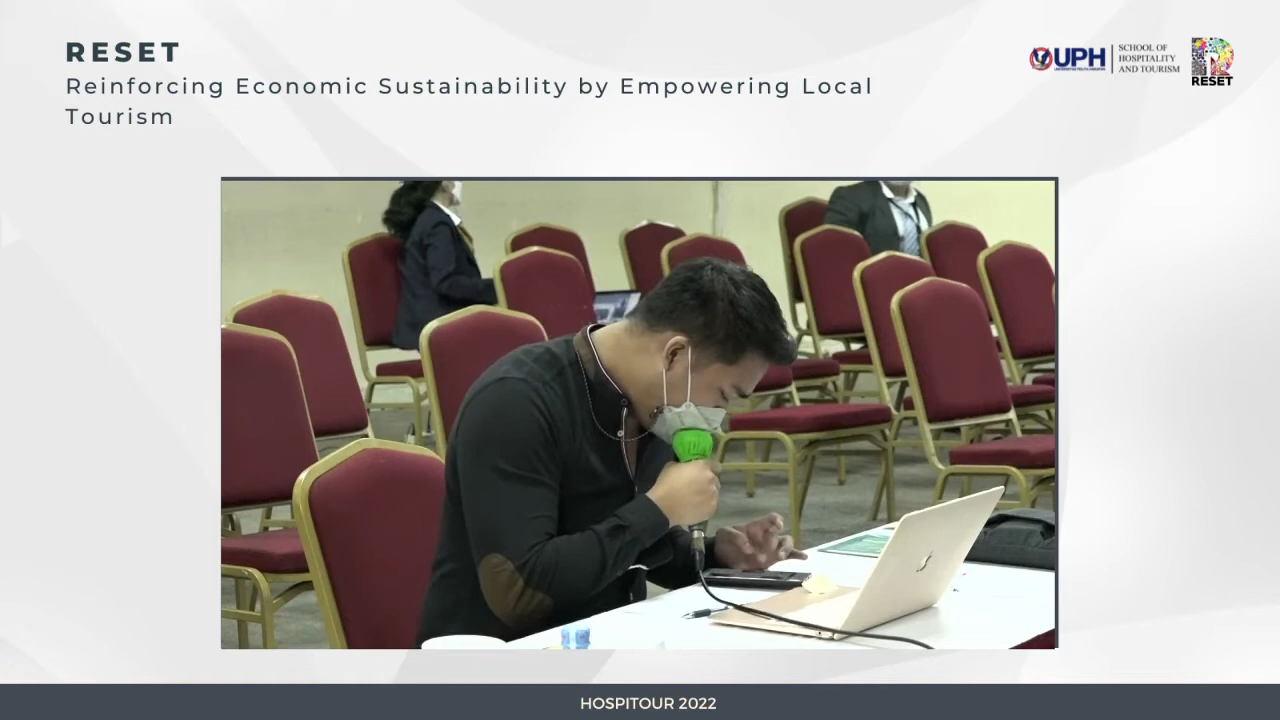 RESET
Reinforcing Economic Sustainability by Empowering Local
Tourism
UPH
SCHOOL OF
HOSPITALITY
AND TOURISM
RESET
HOSPITOUR 2022